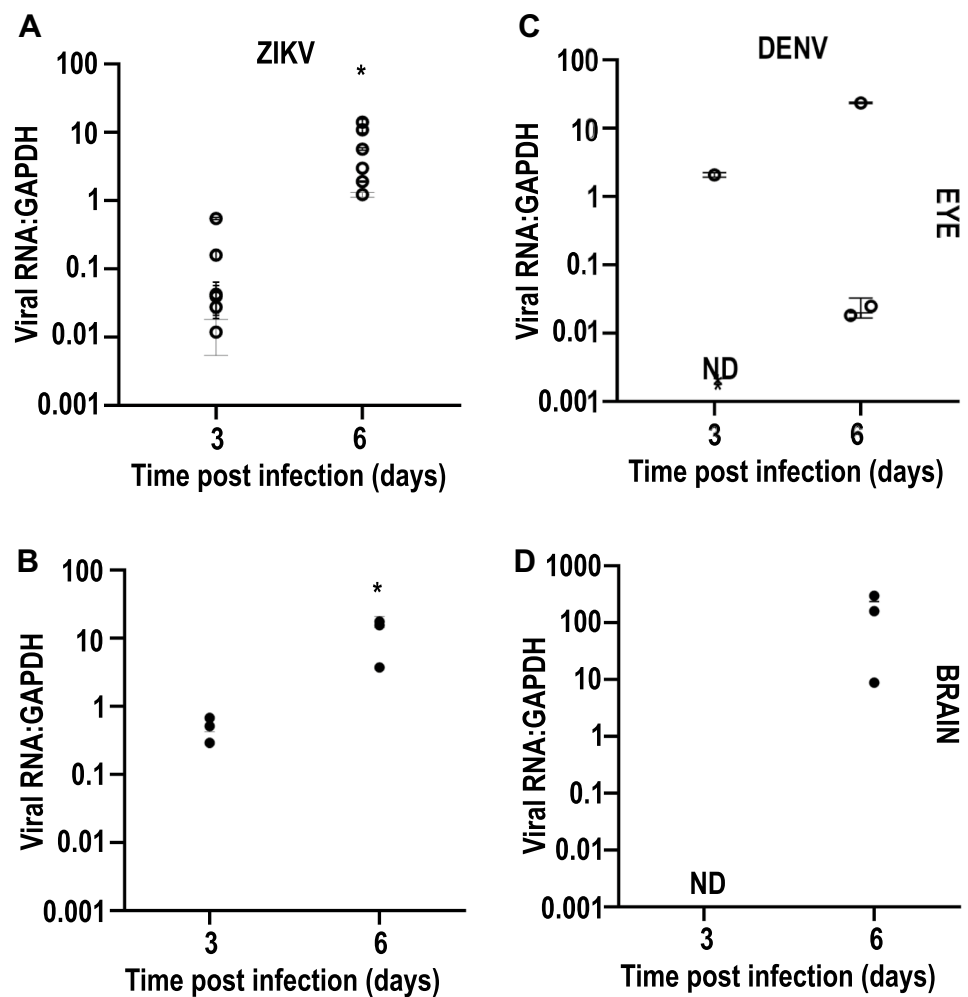 A
ZIKV
*
Viral RNA:GAPDH
100
10
1
0.1
0.01
0.001
3
6
Time post infection (days)
C
DENV
Viral RNA:GAPDH
100
10
1
0.1
0.01
0.001
ND
*
3
6
Time post infection (days)
EYE
B
*
Viral RNA:GAPDH
100
10
1
0.1
0.01
0.001
3
6
Time post infection (days)
D
Viral RNA:GAPDH
1000
100
10
1
0.1
0.01
0.001
ND
3
6
Time post infection (days)
BRAIN